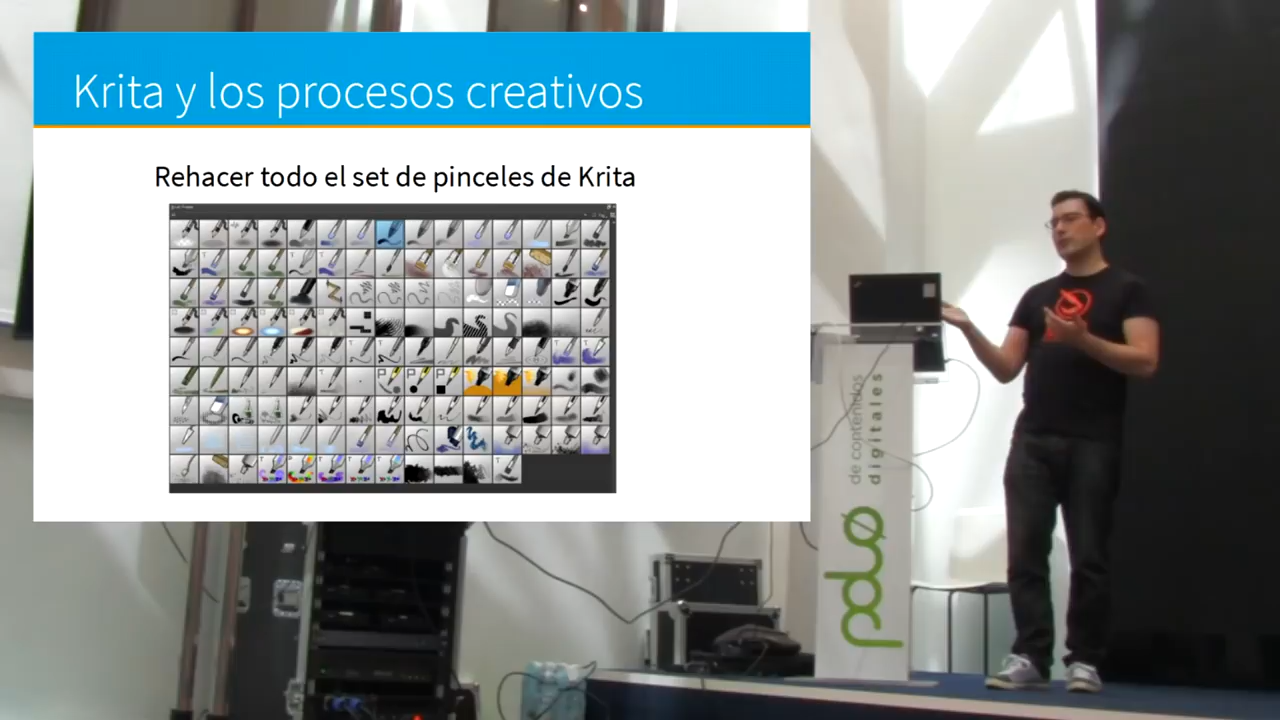 Krita y los procesos creativos
Rehacer todo el set de pinceles de Krita
de contenidos
digitales
polo